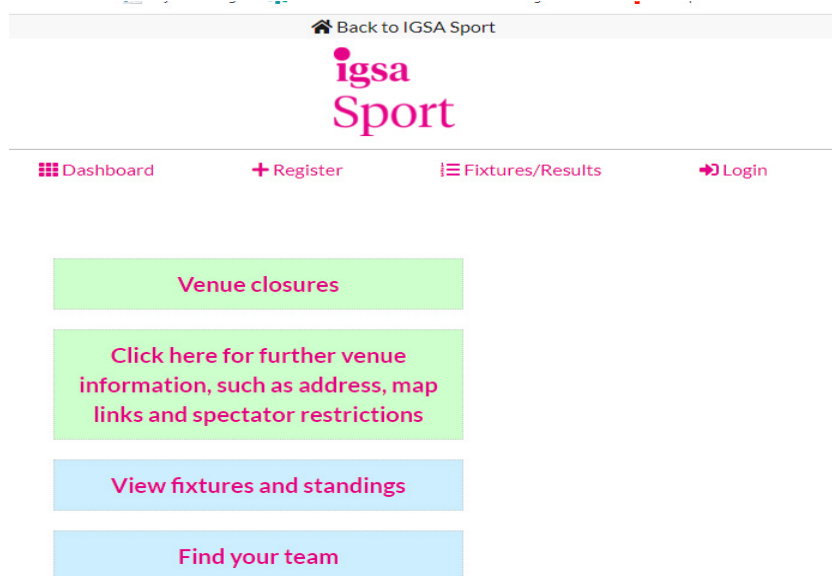 Back to IGSA Sport
igsa
Sport
Dashboard Register Fixtures/Results Login
Venue closures
Click here for further venue
information, such as address, map
links and spectator restrictions
View fixtures and standings
Find your team